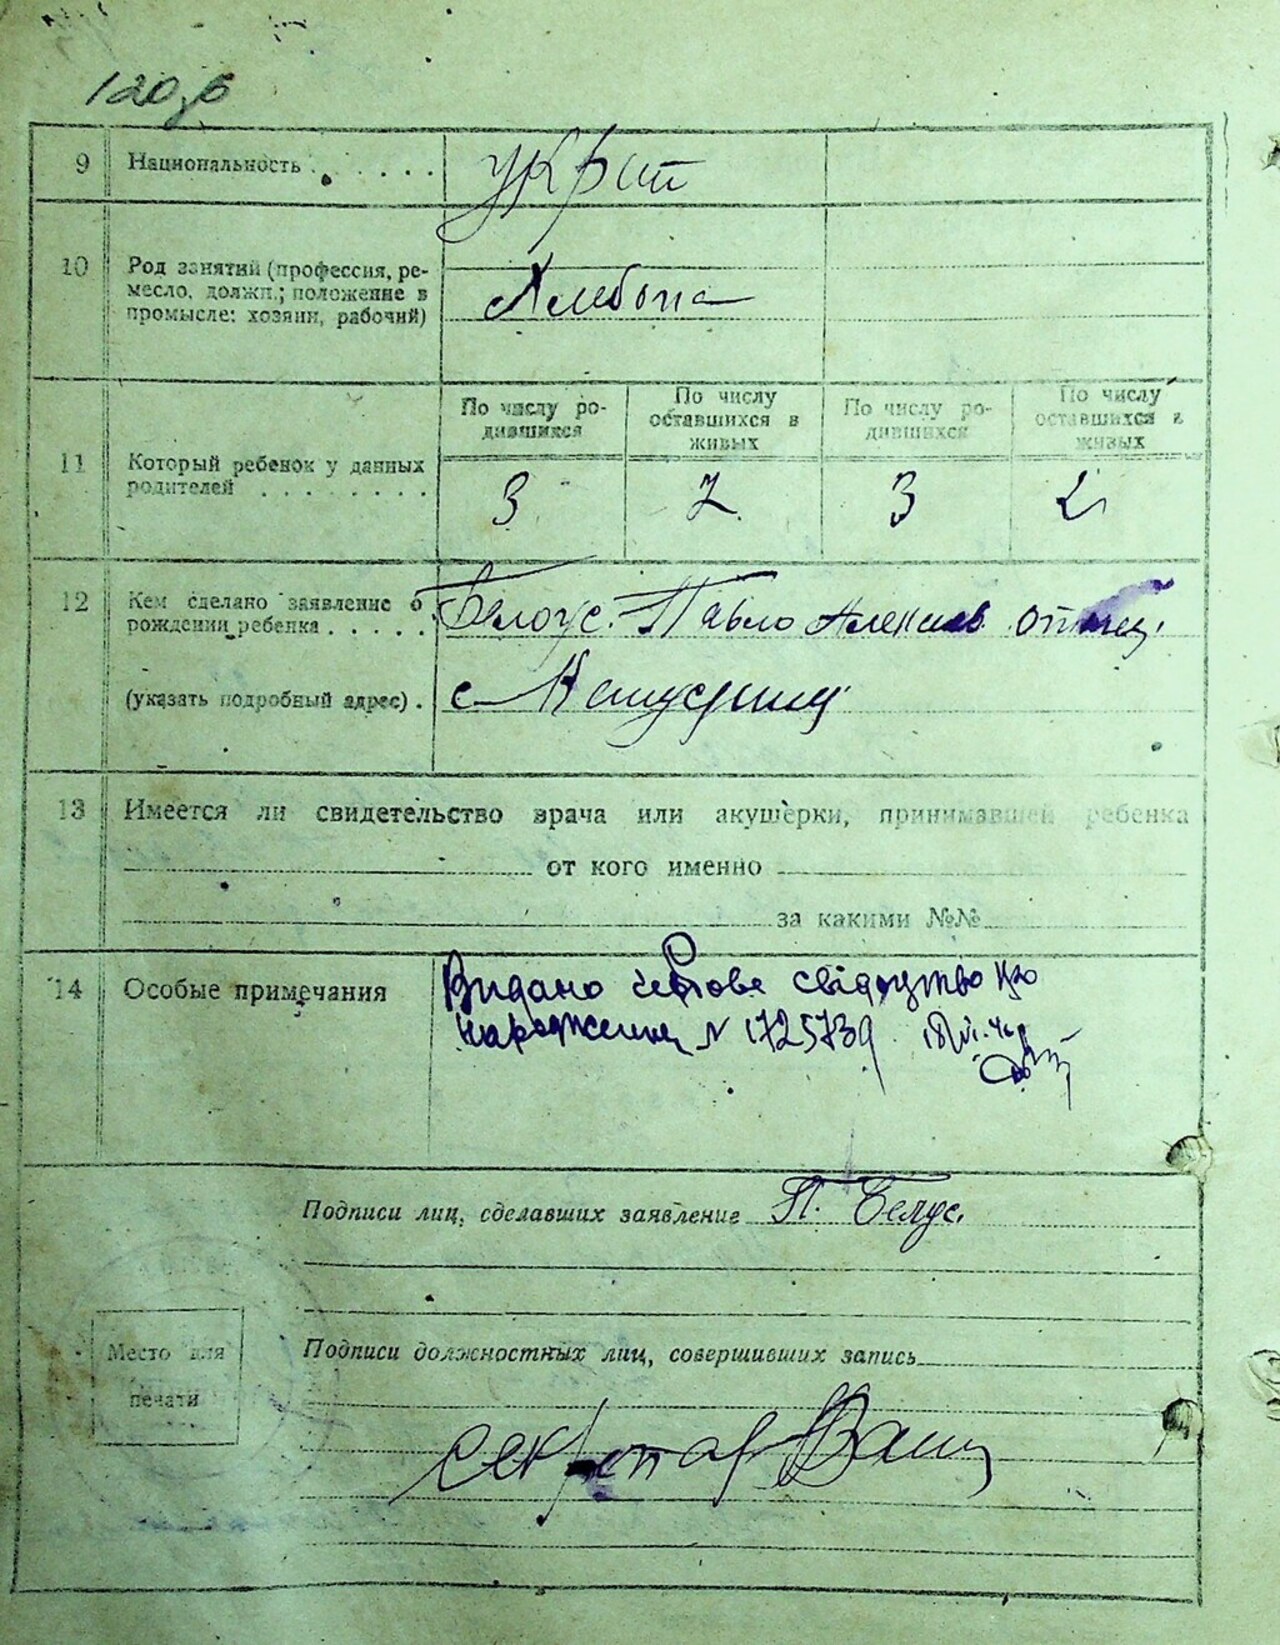 120
9 Национальность . . . . . . укр
10 Род занятий (профессия, ре-
месло, должн.; положение в
промысле: хозяин, рабочий)
Хлебопа
По числу ро-
дившихся
По числу
оставшихся в
живых
По числу ро-
дившихся
По числу
оставшихся в
живых
11 Который ребенок у данных
родителей . . . . . . . .
3 2 3 2
12 Кем сделано заявление о
рождении ребенка . . . . .
Белоус Павло Алексеев отец
(указать подробный адрес) . с
13 Имеется ли свидетельство врача или акушерки, принимавшей ребенка
от кого именно
за какими №№
14 Особые примечания
Видано свідоцтво про
народження N 1725739
Подписи лиц, сделавших заявление П. Белус.
Подписи должностных лиц, совершивших запись
Место для
печати
секретар